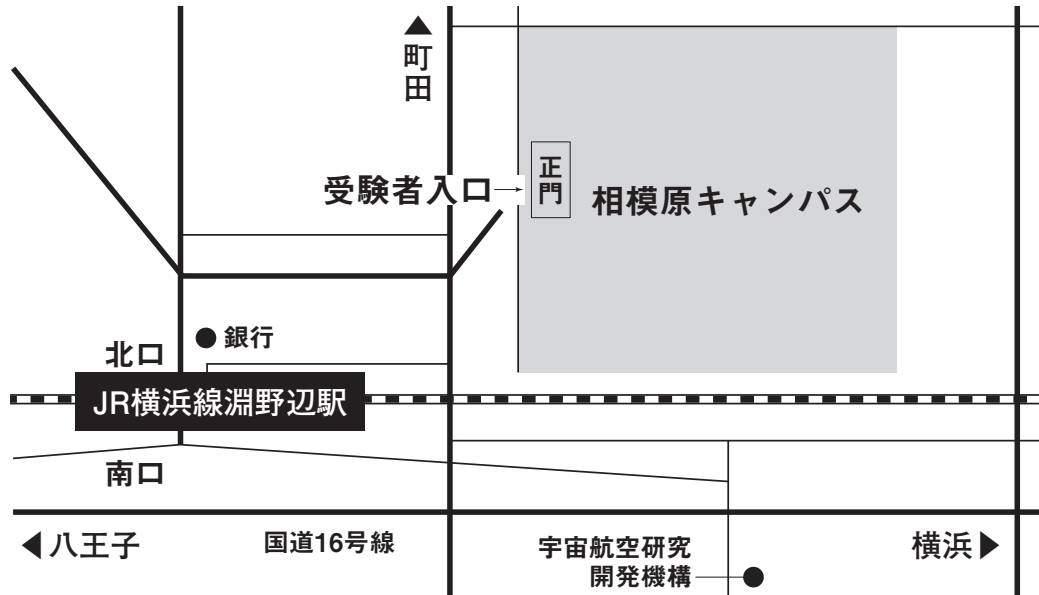 町田
受験者入口
正門
相模原キャンパス
銀行
北口
JR横浜線淵野辺駅
南口
八王子
国道16号線
宇宙航空研究
開発機構
横浜